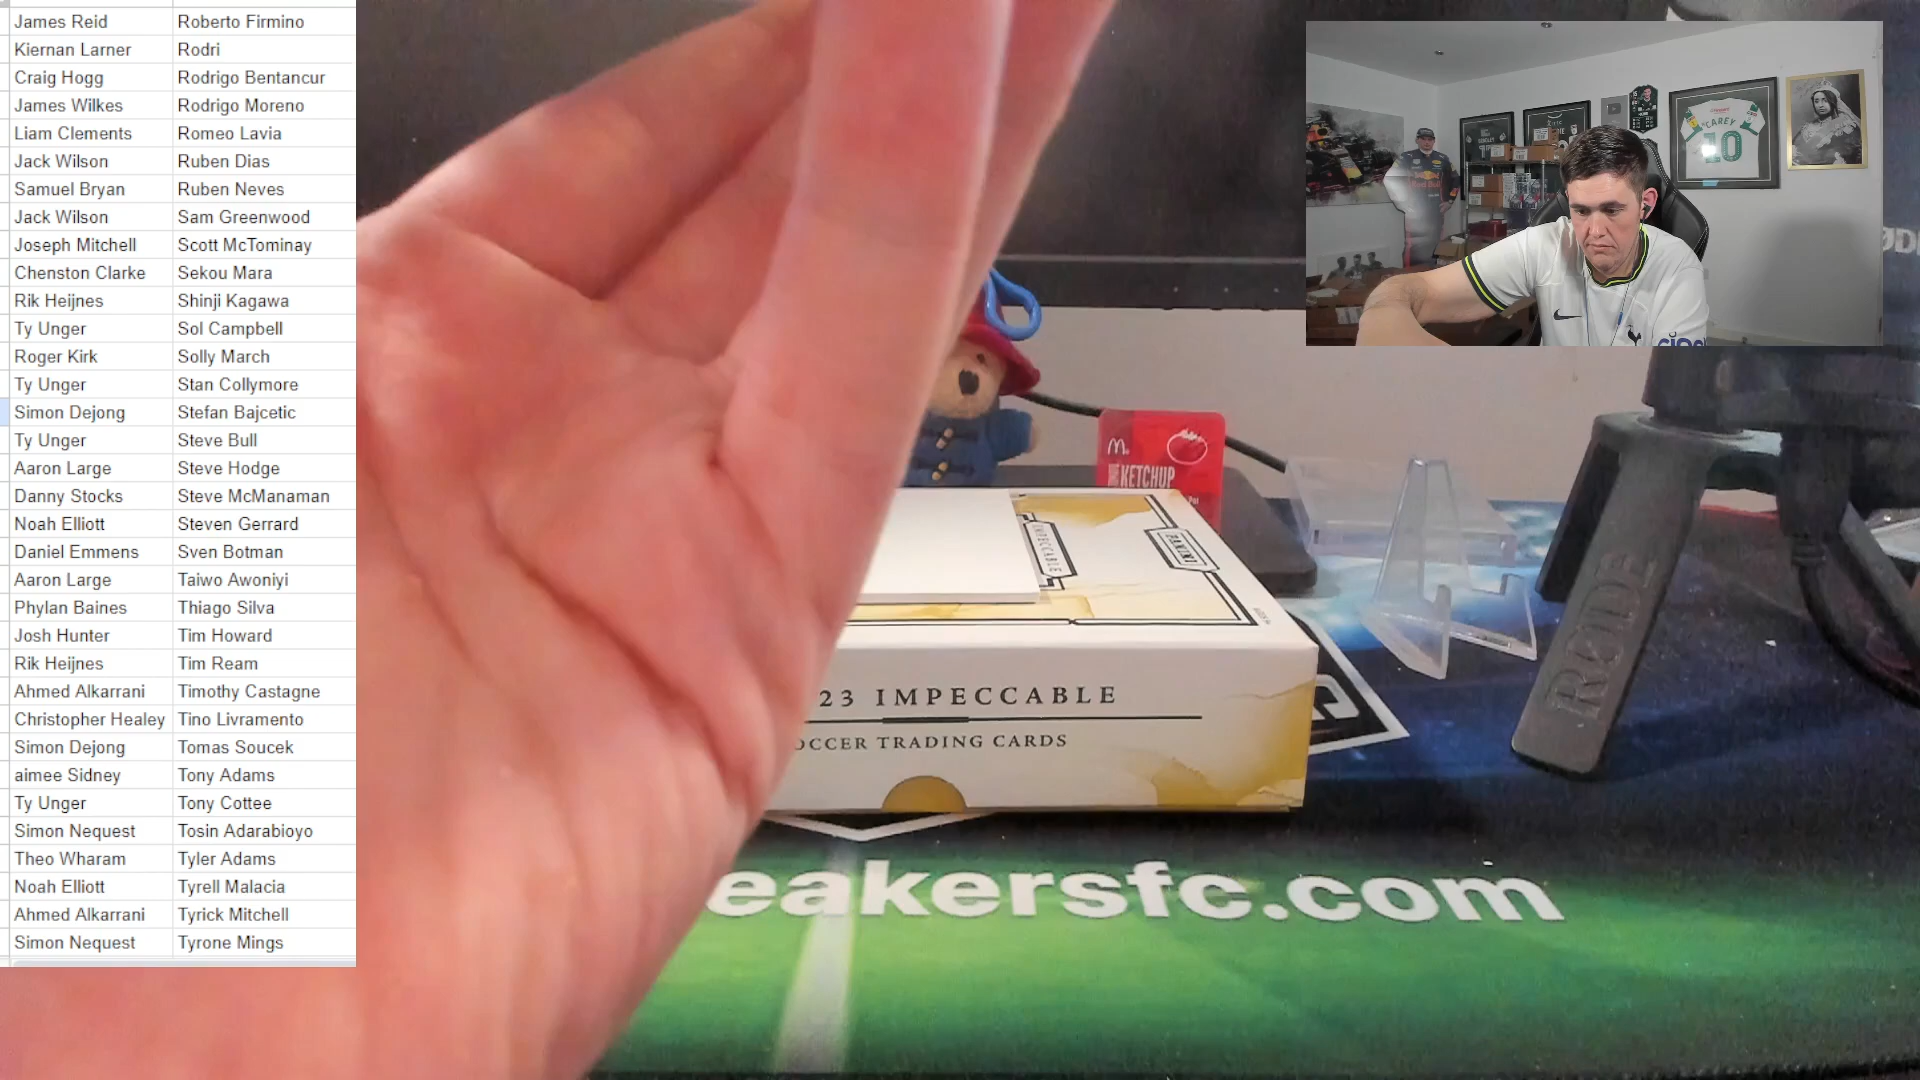 James Reid Roberto Firmino
Kiernan Larner Rodri
Craig Hogg Rodrigo Bentancur
James Wilkes Rodrigo Moreno
Liam Clements Romeo Lavia
Jack Wilson Ruben Dias
Samuel Bryan Ruben Neves
Jack Wilson Sam Greenwood
Joseph Mitchell Scott McTominay
Chenston Clarke Sekou Mara
Rik Heijnes Shinji Kagawa
Ty Unger Sol Campbell
Roger Kirk Solly March
Ty Unger Stan Collymore
Simon Dejong Stefan Bajcetic
Ty Unger Steve Bull
Aaron Large Steve Hodge
Danny Stocks Steve McManaman
Noah Elliott Steven Gerrard
Daniel Emmens Sven Botman
Aaron Large Taiwo Awoniyi
Phylan Baines Thiago Silva
Josh Hunter Tim Howard
Rik Heijnes Tim Ream
Ahmed Alkarrani Timothy Castagne
Christopher Healey Tino Livramento
Simon Dejong Tomas Soucek
aimee Sidney Tony Adams
Ty Unger Tony Cottee
Simon Nequest Tosin Adarabioyo
Theo Wharam Tyler Adams
Noah Elliott Tyrell Malacia
Ahmed Alkarrani Tyrick Mitchell
Simon Nequest Tyrone Mings
CAREY
10
KETCHUP
IMPECCABLE
PANINI
23 IMPECCABLE
OCCER TRADING CARDS
RODE
eakersfc.com